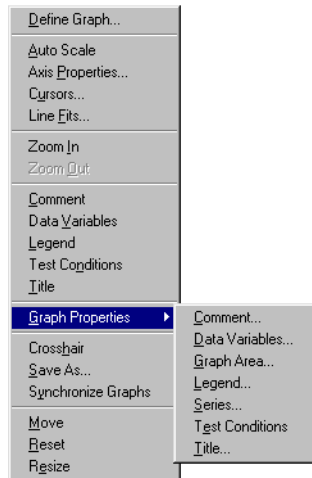 Define Graph...
Auto Scale
Axis Properties...
Cursors...
Line Fits...
Zoom In
Zoom Out
Comment
Data Variables
Legend
Test Conditions
Title
Graph Properties
Crosshair
Save As...
Synchronize Graphs
Move
Reset
Resize
Comment...
Data Variables...
Graph Area...
Legend...
Series...
Test Conditions
Title...